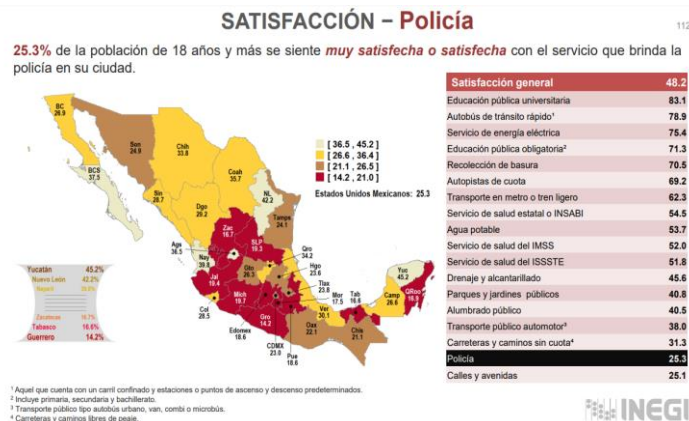 SATISFACCIÓN – Policía
112
25.3% de la población de 18 años y más se siente muy satisfecha o satisfecha con el servicio que brinda la
policía en su ciudad.
BC
26.9
Son
24.9
Chih
33.8
Coah
35.7
BCS
37.5
NL
42.2
Sin
28.7
Dgo
29.2
Tamps
24.1
Zac
16.7
SLP
19.3
Ags
36.3
Nay
39.8
Gto
26.3
Qro
34.2
Hgo
23.6
Jal
19.4
Tlax
23.8
Yuc
45.2
Col
28.5
Mich
19.7
Mor
17.5
Tab
16.6
Camp
26.6
QRoo
Ver
30.1
Edomex
18.6
Gro
14.2
Oax
22.1
Chis
21.1
CDMX
23.0
Pue
18.6
[ 36.5 , 45.2 ]
[ 26.6 , 36.4 ]
[ 21.1 , 26.5 ]
[ 14.2 , 21.0 ]
Estados Unidos Mexicanos: 25.3
Yucatán 45.2%
Nuevo León 42.2%
Nayarit 39.8%
Zacatecas 16.7%
Tabasco 16.6%
Guerrero 14.2%
Satisfacción general 48.2
Educación pública universitaria 83.1
Autobús de tránsito rápido¹ 78.9
Servicio de energía eléctrica 75.4
Educación pública obligatoria² 71.3
Recolección de basura 70.5
Autopistas de cuota 69.2
Transporte en metro o tren ligero 62.3
Servicio de salud estatal o INSABI 54.5
Agua potable 53.7
Servicio de salud del IMSS 52.0
Servicio de salud del ISSSTE 51.8
Drenaje y alcantarillado 45.6
Parques y jardines públicos 40.8
Alumbrado público 40.5
Transporte público automotor³ 38.0
Carreteras y caminos sin cuota⁴ 31.3
Policía 25.3
Calles y avenidas 25.1
¹ Aquel que cuenta con un carril confinado y estaciones o puntos de ascenso y descenso predeterminados.
² Incluye primaria, secundaria y bachillerato.
³ Transporte público tipo autobús urbano, van, combi o microbús.
⁴ Carreteras y caminos libres de peaje.
INEGI